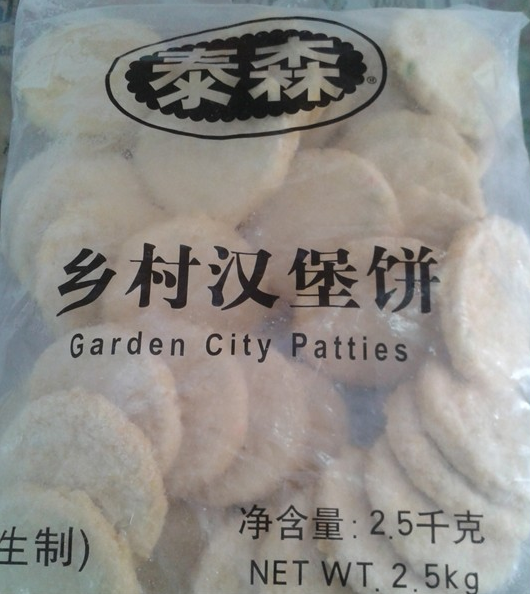 泰森®
乡村汉堡饼
Garden City Patties
净含量: 2.5千克
生制)
NET WT. 2.5kg